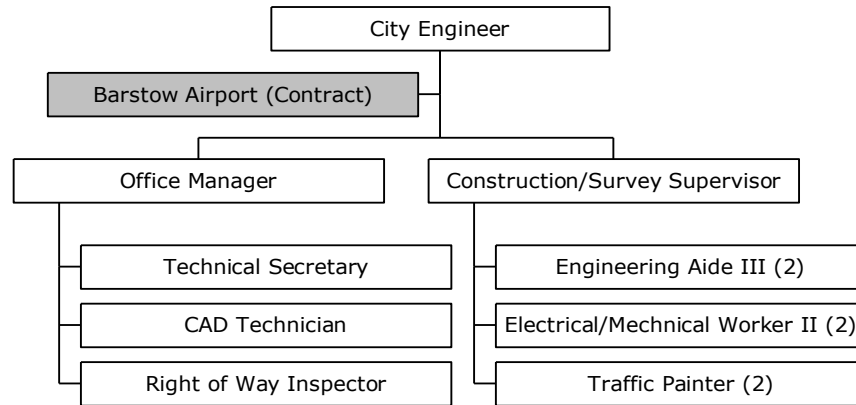 City Engineer
Barstow Airport (Contract)
Office Manager
Construction/Survey Supervisor
Technical Secretary
Engineering Aide III (2)
CAD Technician
Electrical/Mechnical Worker II (2)
Right of Way Inspector
Traffic Painter (2)